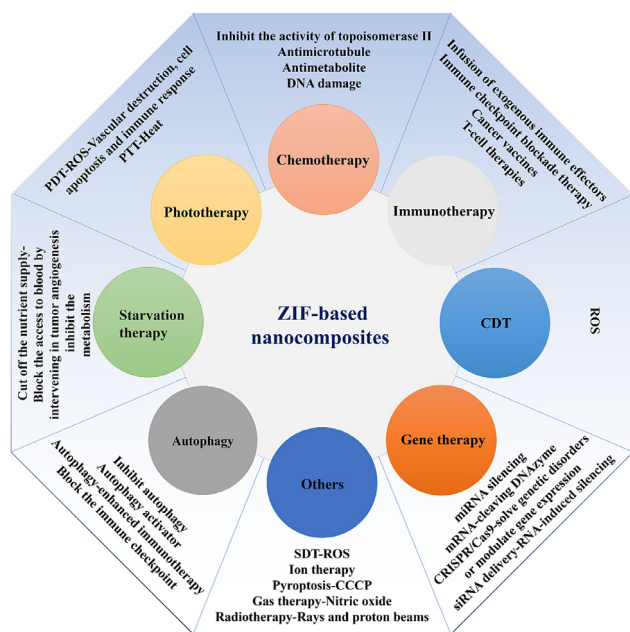 Inhibit the activity of topoisomerase II
Antimicrotubule
Antimetabolite
DNA damage
Chemotherapy
Infusion of exogenous immune effectors
Immune checkpoint blockade therapy
Cancer vaccines
T-cell therapies
Immunotherapy
ROS
CDT
Gene therapy
miRNA silencing
mRNA-cleaving DNAzyme
CRISPR/Cas9-solve genetic disorders
or modulate gene expression
siRNA delivery-RNA-induced silencing
Others
SDT-ROS
Ion therapy
Pyroptosis-CCCP
Gas therapy-Nitric oxide
Radiotherapy-Rays and proton beams
Autophagy
Inhibit autophagy
Autophagy activator
Autophagy-enhanced immunotherapy
Block the immune checkpoint
Starvation
therapy
Cut off the nutrient supply-
Block the access to blood by
intervening in tumor angiogenesis
inhibit the
metabolism
Phototherapy
PDT-ROS-Vascular destruction, cell
apoptosis and immune response
PTT-Heat
ZIF-based
nanocomposites